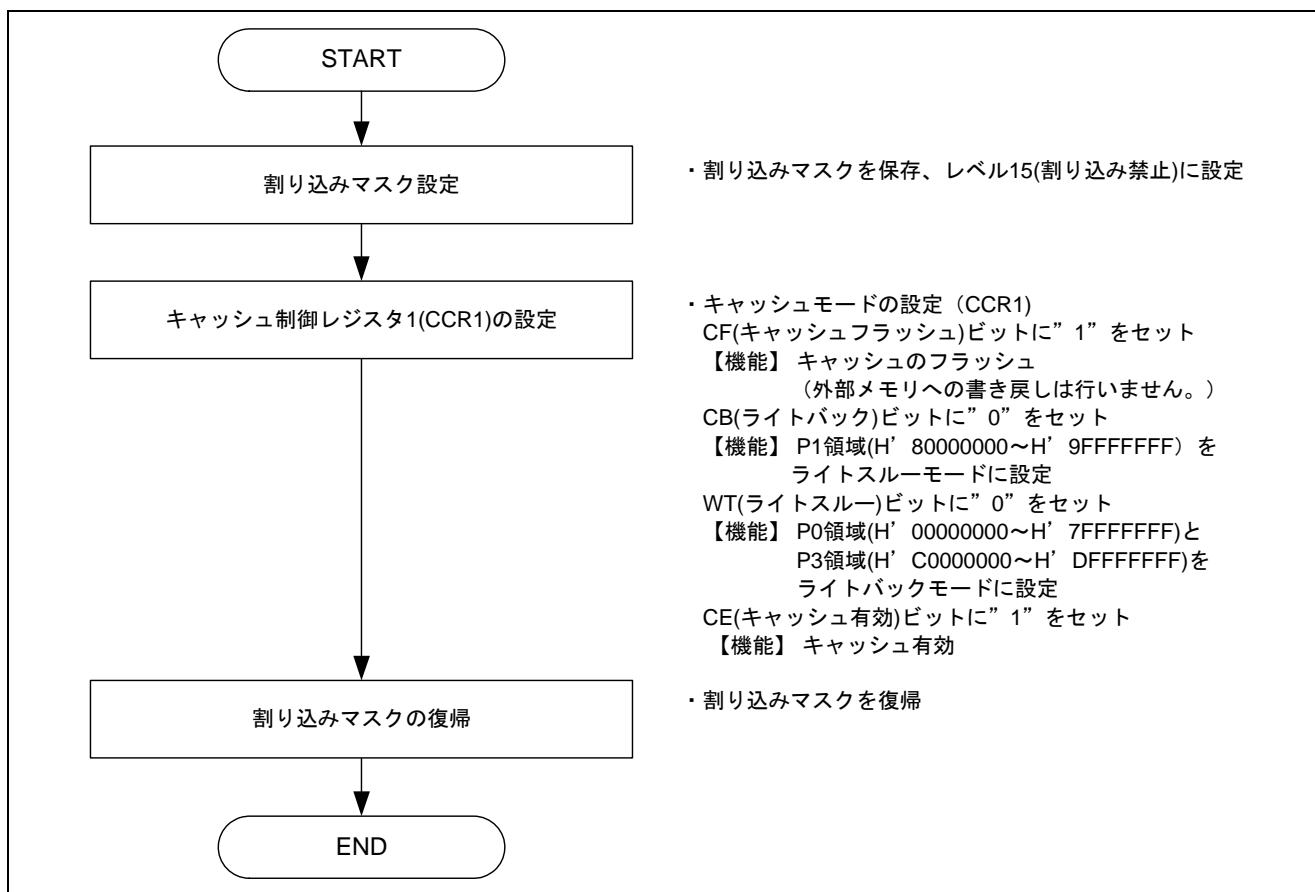 START
割り込みマスク設定
・割り込みマスクを保存、レベル15(割り込み禁止)に設定
キャッシュ制御レジスタ1(CCR1)の設定
・キャッシュモードの設定（CCR1)
CF(キャッシュフラッシュ)ビットに”1”をセット
【機能】 キャッシュのフラッシュ
（外部メモリへの書き戻しは行いません。）
CB(ライトバック)ビットに”0”をセット
【機能】 P1領域(H’80000000～H’9FFFFFFF）を
ライトスルーモードに設定
WT(ライトスルー)ビットに”0”をセット
【機能】 P0領域(H’00000000～H’7FFFFFFF)と
P3領域(H’C0000000～H’DFFFFFFF)を
ライトバックモードに設定
CE(キャッシュ有効)ビットに”1”をセット
【機能】 キャッシュ有効
割り込みマスクの復帰
・割り込みマスクを復帰
END